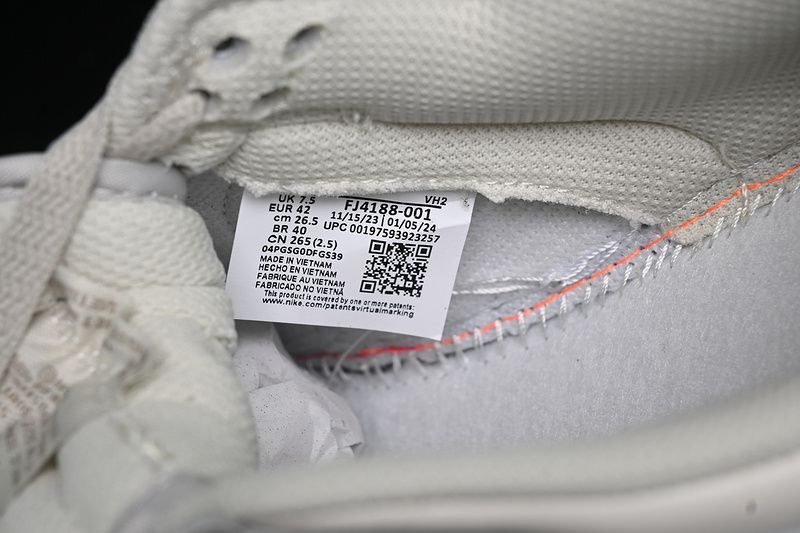 UK 7.5 VH2
EUR 42 FJ4188-001
cm 26.5 11/15/23 | 01/05/24
BR 40 UPC 00197593923257
CN 265(2.5)
04PGSG0DFGS39
MADE IN VIETNAM
HECHO EN VIETNAM
FABRIQUE AU VIETNAM
FABRICADO NO VIETNÃ
This product is covered by one or more patents:
www.nike.com/patentsvirtualmarking